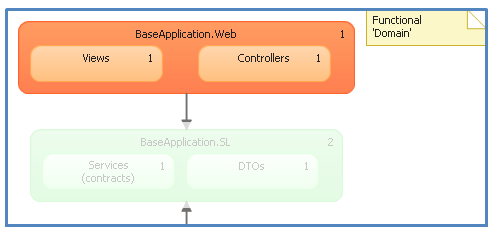 BaseApplication.Web 1
Views 1
Controllers 1
Functional
'Domain'
BaseApplication.SL 2
Services 1
(contracts)
DTOs 1